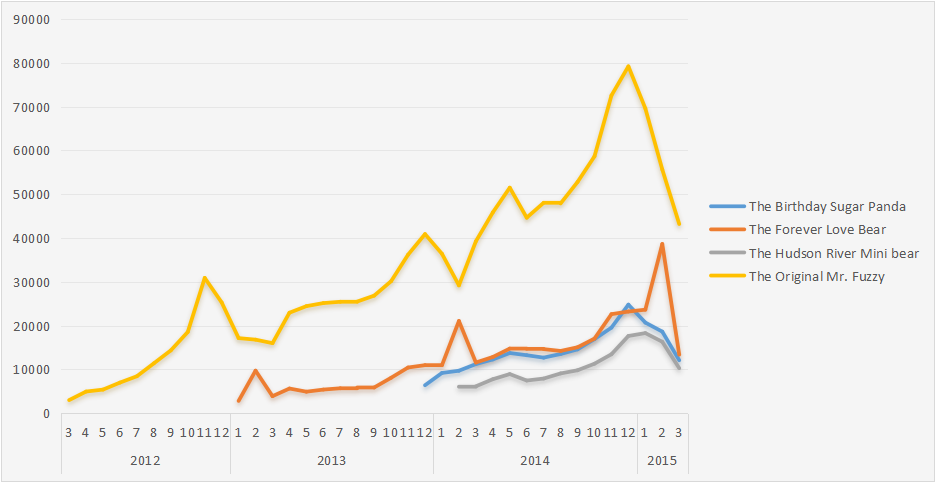 90000
80000
70000
60000
50000
40000
30000
20000
10000
0
3 4 5 6 7 8 9 10 11 12 1 2 3 4 5 6 7 8 9 10 11 12 1 2 3 4 5 6 7 8 9 10 11 12 1 2 3
2012 2013 2014 2015
The Birthday Sugar Panda
The Forever Love Bear
The Hudson River Mini bear
The Original Mr. Fuzzy